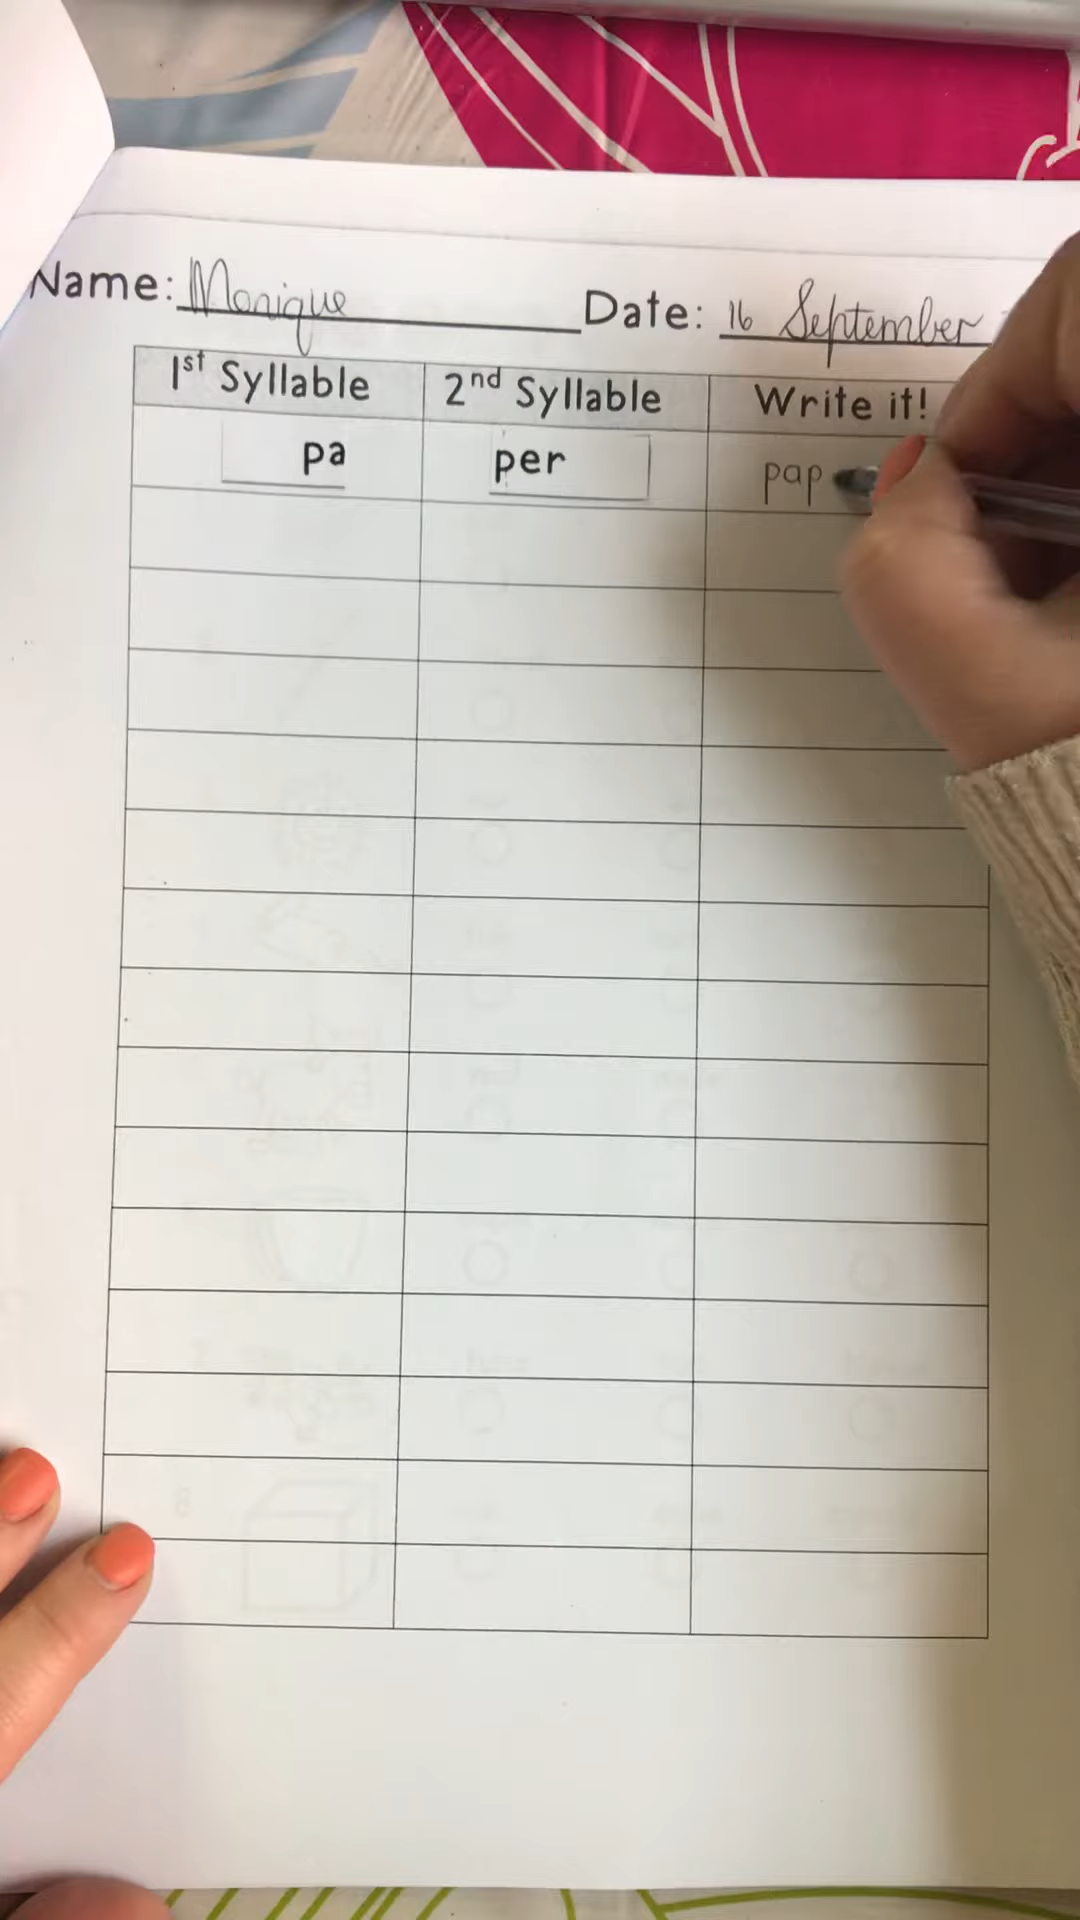 Name: Monique Date: 16 September
1st Syllable 2nd Syllable Write it!
pa per pap